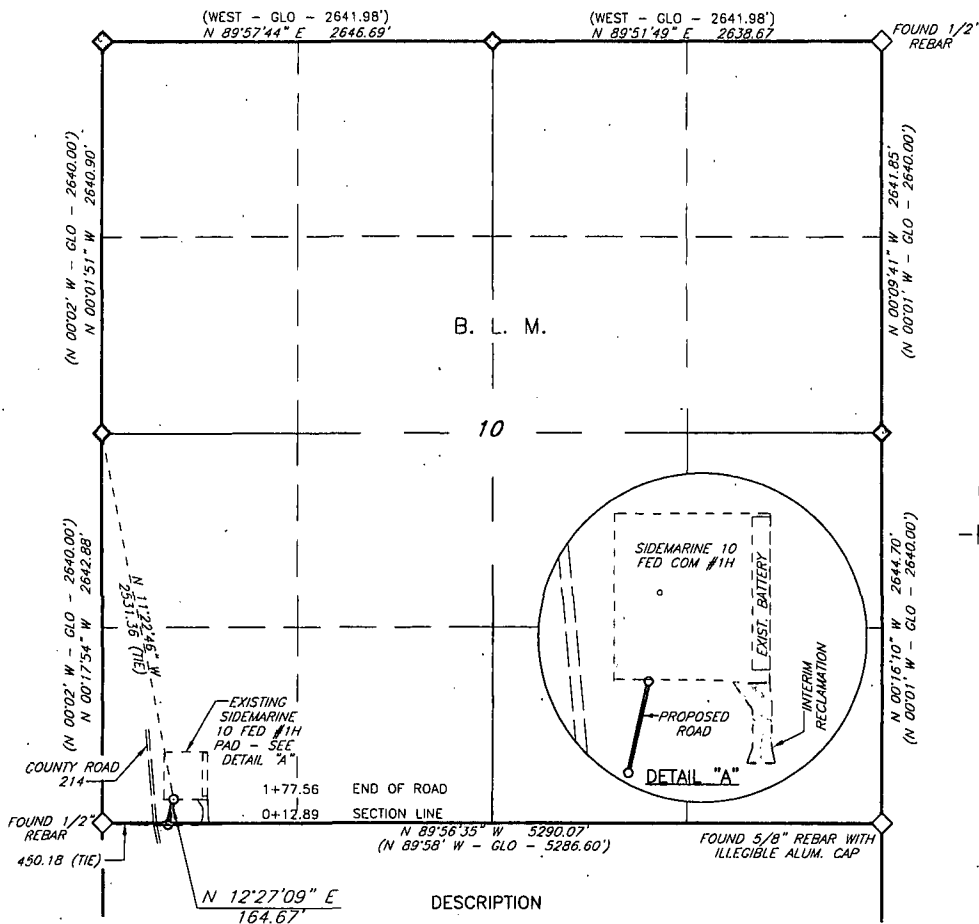 (WEST - GLO - 2641.98')
N 89°57'44" E 2646.69'
(WEST - GLO - 2641.98')
N 89°51'49" E 2638.67
FOUND 1/2"
REBAR
(N 00°02' W - GLO - 2640.00')
N 00°01'51" W 2640.90'
N 00°09'41" W 2641.85'
(N 00°01' W - GLO - 2640.00')
B. L. M.
10
(N 00°02' W - GLO - 2640.00')
N 00°17'54" W 2642.88'
N 11°22'46" W
2531.36 (TIE)
SIDEMARINE 10
FED COM #1H
EXIST. BATTERY
INTERIM
RECLAMATION
PROPOSED
ROAD
DETAIL "A"
N 00°16'10" W 2644.70'
(N 00°01' W - GLO - 2640.00')
EXISTING
SIDEMARINE
10 FED #1H
PAD - SEE
DETAIL "A"
COUNTY ROAD
214
1+77.56 END OF ROAD
0+12.89 SECTION LINE
FOUND 1/2"
REBAR
450.18 (TIE)
N 89°56'35" W 5290.07'
(N 89°58' W - GLO - 5286.60')
FOUND 5/8" REBAR WITH
ILLEGIBLE ALUM. CAP
N 12°27'09" E
164.67'
DESCRIPTION